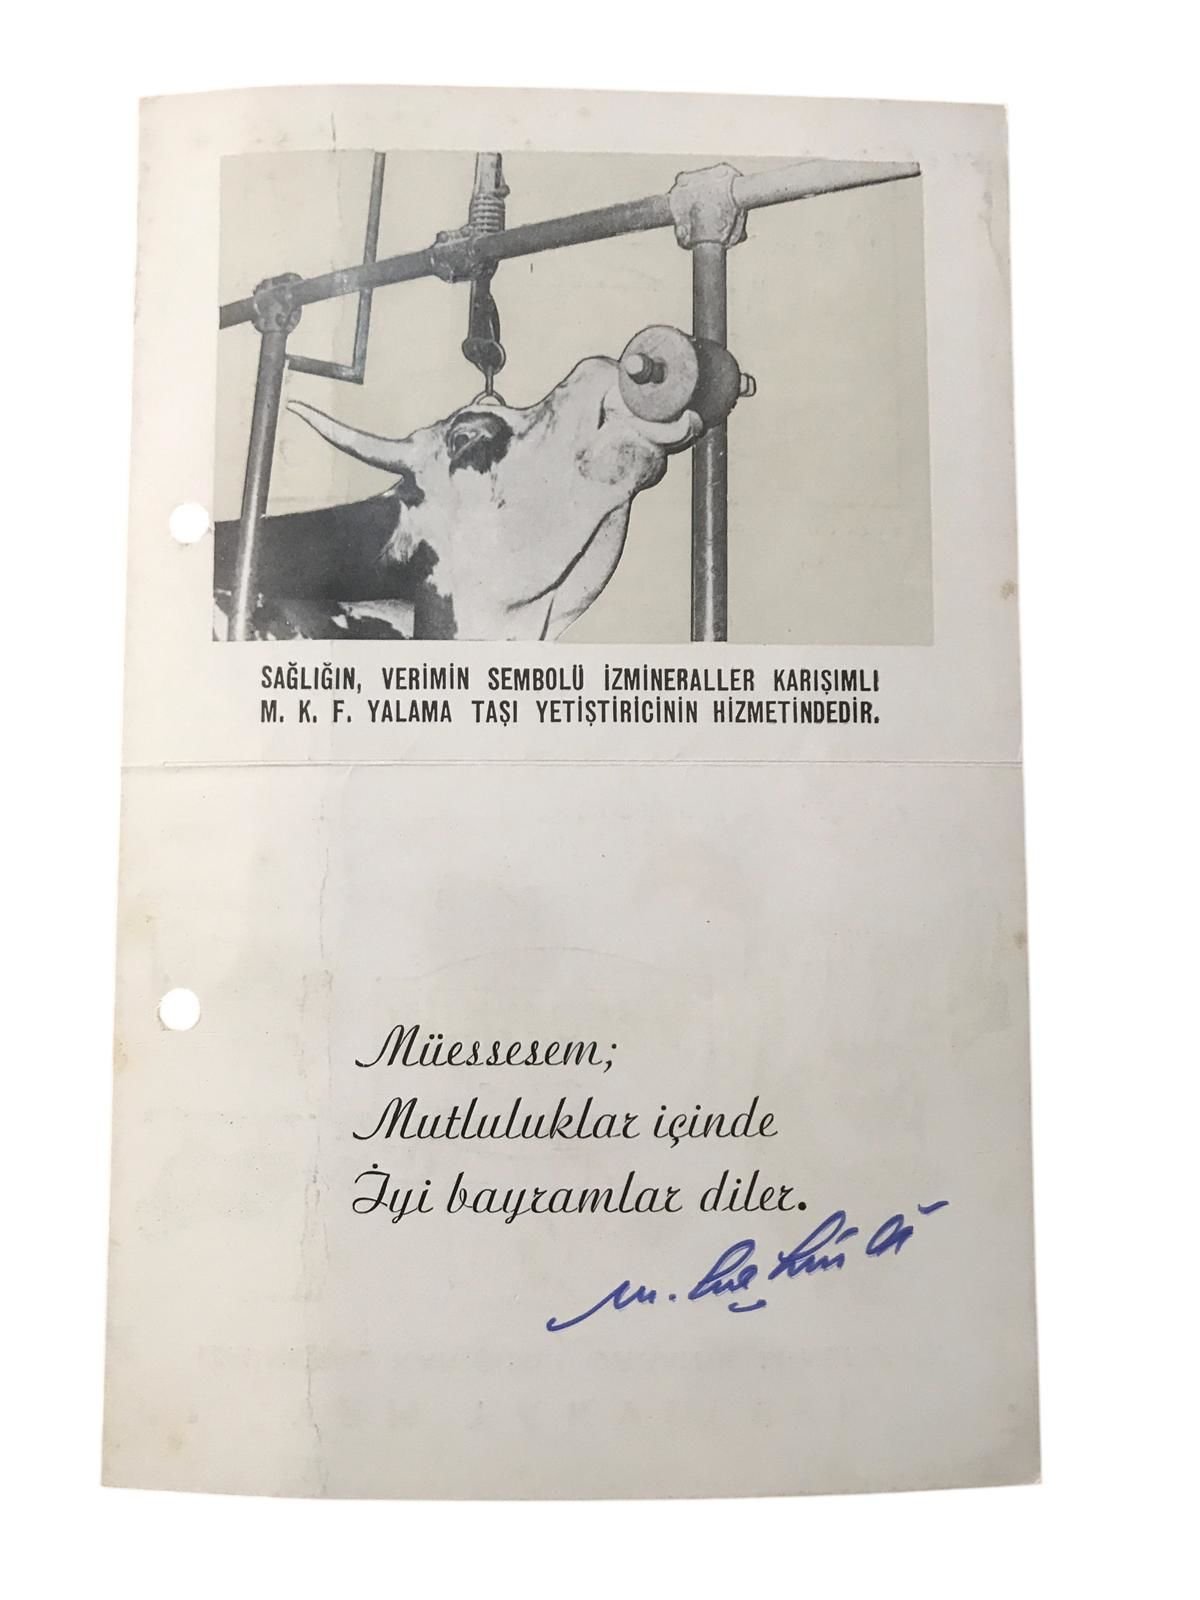 SAĞLIĞIN, VERİMİN SEMBOLÜ İZMİNERALLER KARIŞIMLI
M. K. F. YALAMA TAŞI YETİŞTİRİCİNİN HİZMETİNDEDİR.
Müessesem;
Mutluluklar içinde
İyi bayramlar diler.